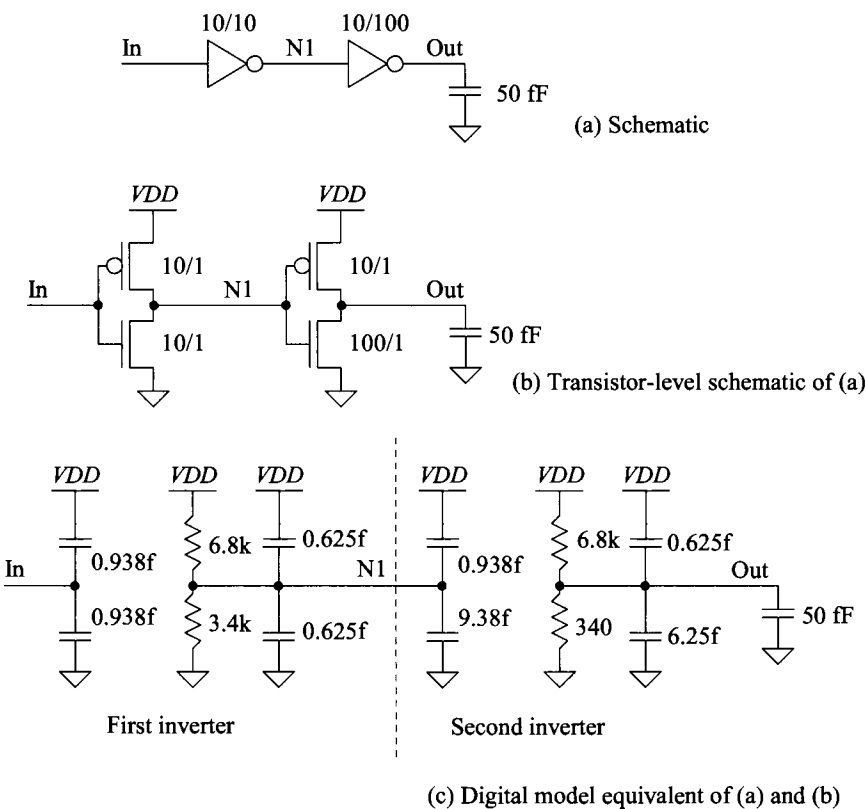 10/10 10/100
In N1 Out
50 fF
(a) Schematic
VDD VDD
10/1 10/1
In N1 Out
10/1 100/1 50 fF
(b) Transistor-level schematic of (a)
VDD VDD VDD VDD VDD VDD
6.8k 0.625f 6.8k 0.625f
In 0.938f N1 0.938f Out
0.938f 3.4k 0.625f 9.38f 340 6.25f 50 fF
First inverter Second inverter
(c) Digital model equivalent of (a) and (b)